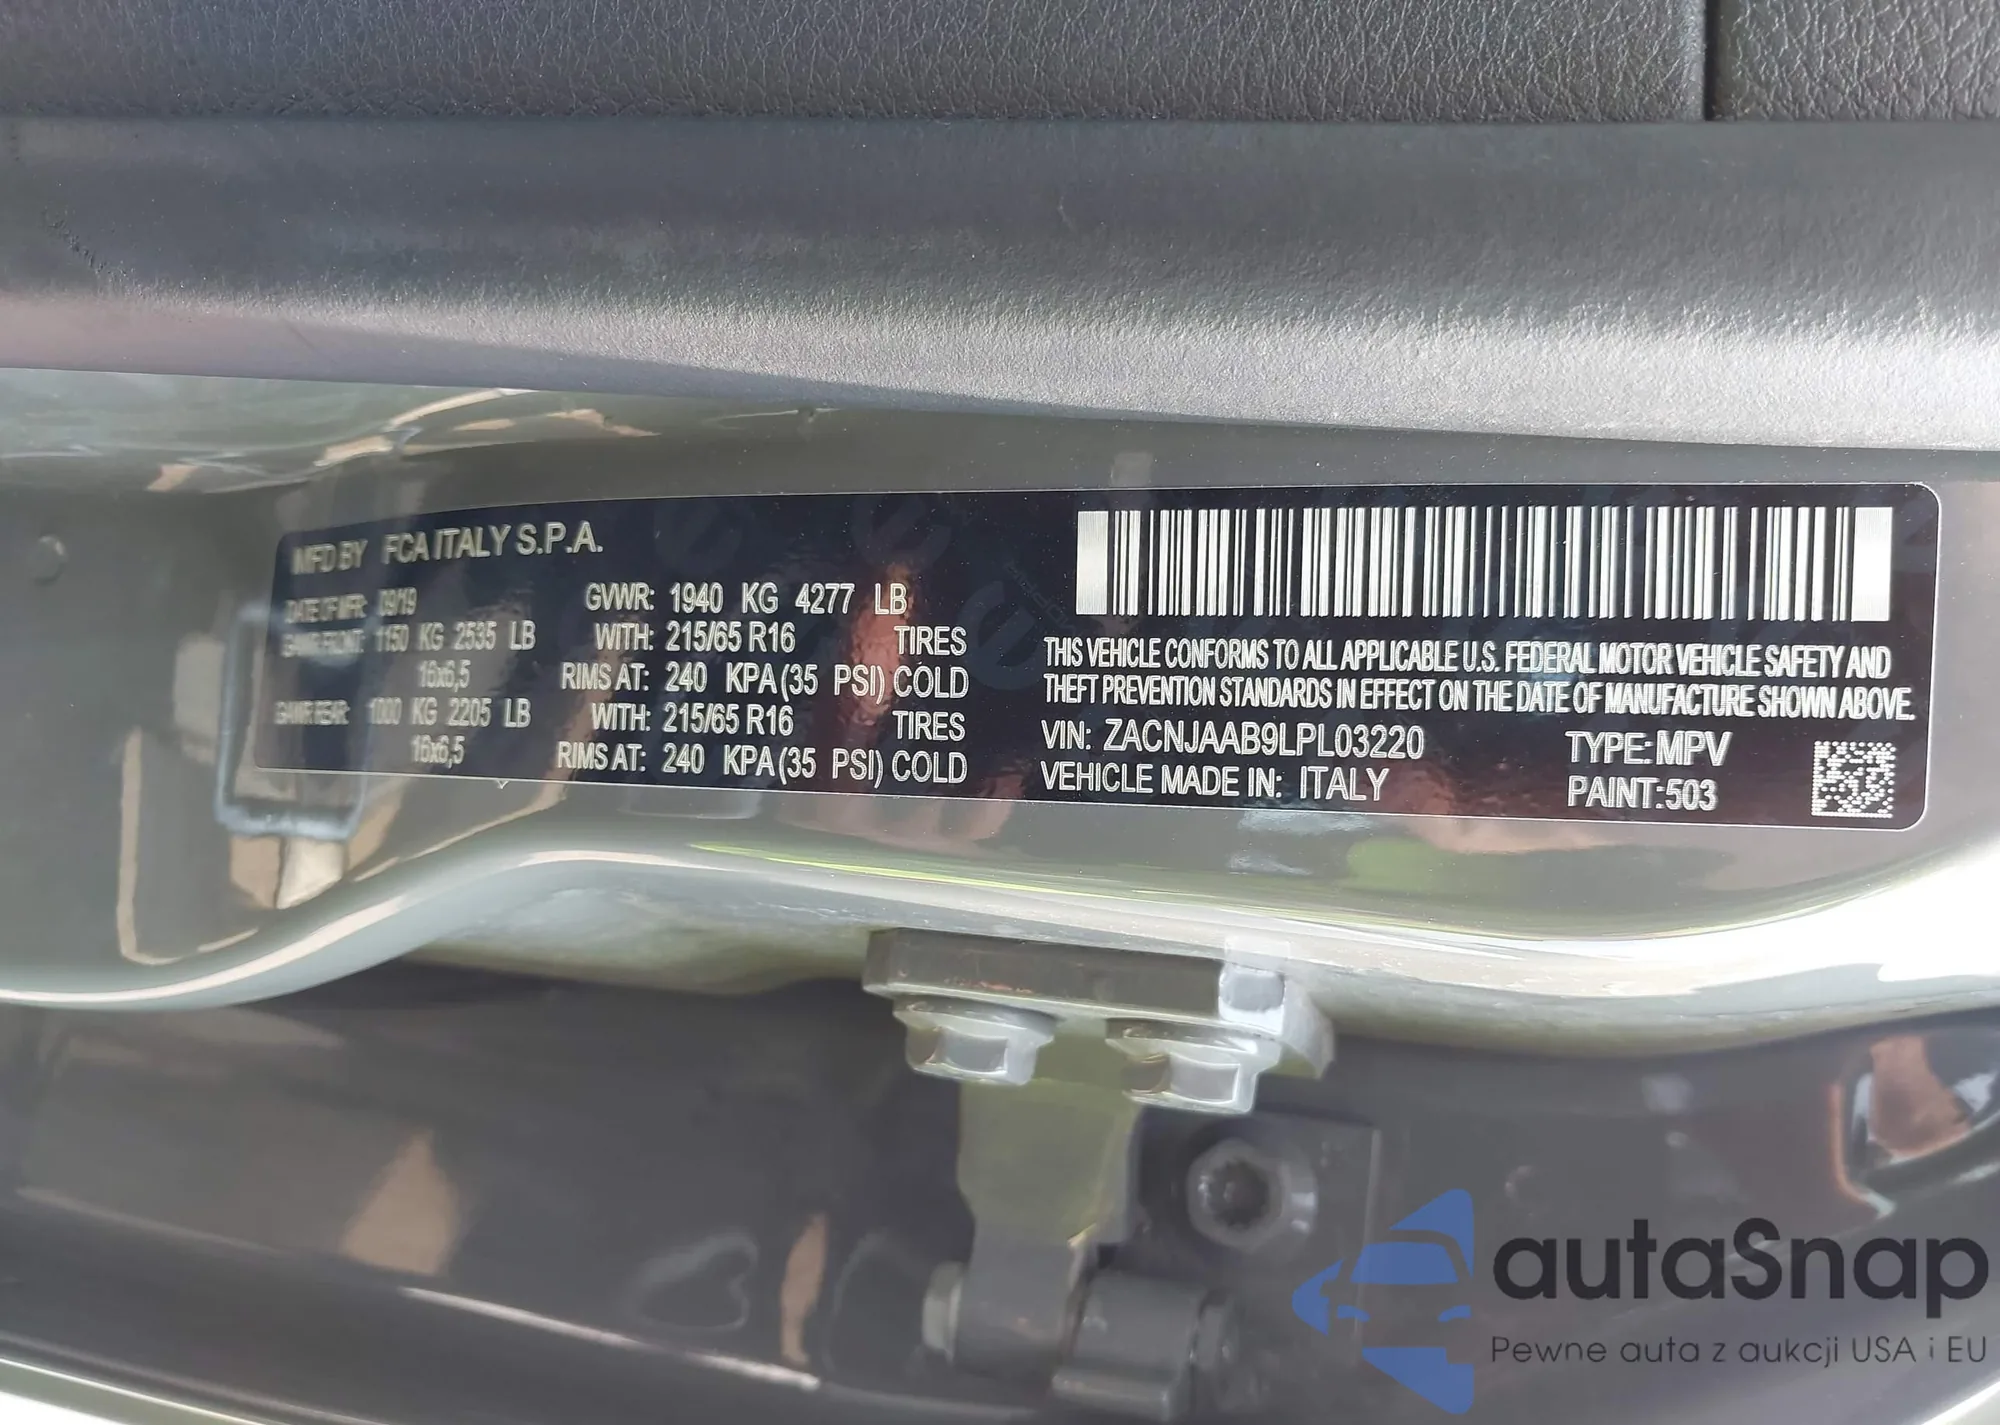 MFD BY FCA ITALY S.P.A.
DATE OF MFR: 09/19 GVWR: 1940 KG 4277 LB
GAWR FRONT: 1150 KG 2535 LB WITH: 215/65 R16 TIRES
16x6,5 RIMS AT: 240 KPA (35 PSI) COLD
GAWR REAR: 1000 KG 2205 LB WITH: 215/65 R16 TIRES
16x6,5 RIMS AT: 240 KPA (35 PSI) COLD
THIS VEHICLE CONFORMS TO ALL APPLICABLE U.S. FEDERAL MOTOR VEHICLE SAFETY AND
THEFT PREVENTION STANDARDS IN EFFECT ON THE DATE OF MANUFACTURE SHOWN ABOVE.
VIN: ZACNJAAB9LPL03220 TYPE: MPV
VEHICLE MADE IN: ITALY PAINT: 503
autaSnap
Pewne auta z aukcji USA i EU